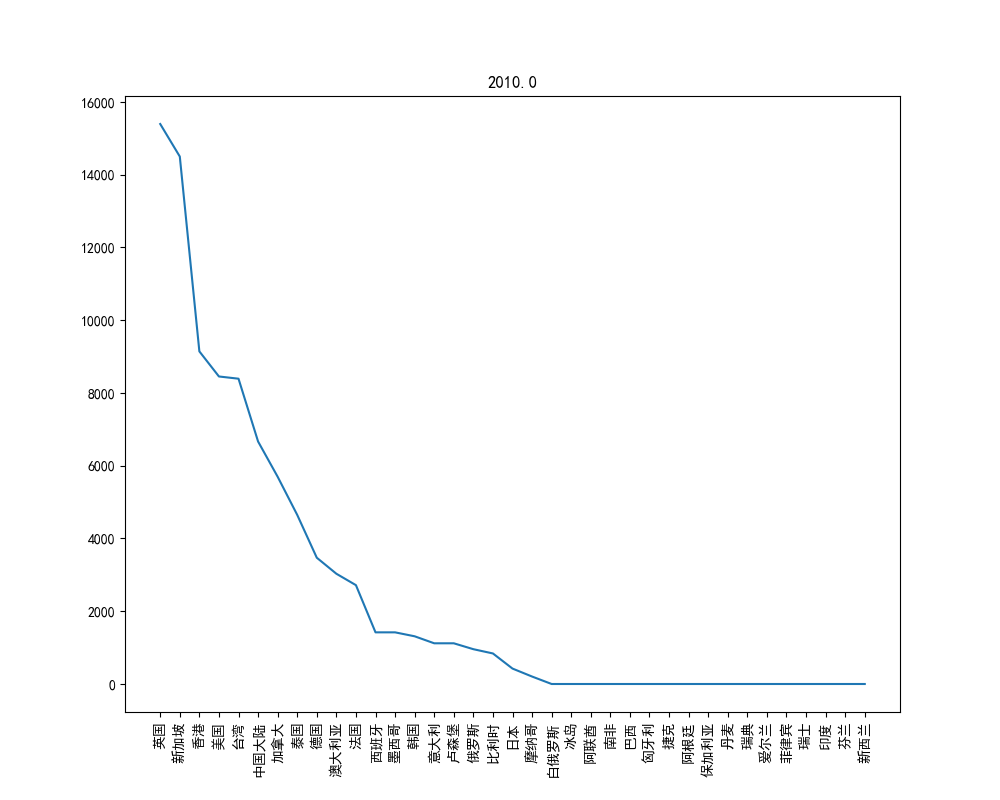 2010.0
16000
14000
12000
10000
8000
6000
4000
2000
0
英国
新加坡
香港
美国
台湾
中国大陆
加拿大
泰国
德国
澳大利亚
法国
西班牙
墨西哥
韩国
意大利
卢森堡
俄罗斯
比利时
日本
摩纳哥
白俄罗斯
冰岛
阿联酋
南非
巴西
匈牙利
捷克
阿根廷
保加利亚
丹麦
瑞典
爱尔兰
菲律宾
瑞士
印度
芬兰
新西兰